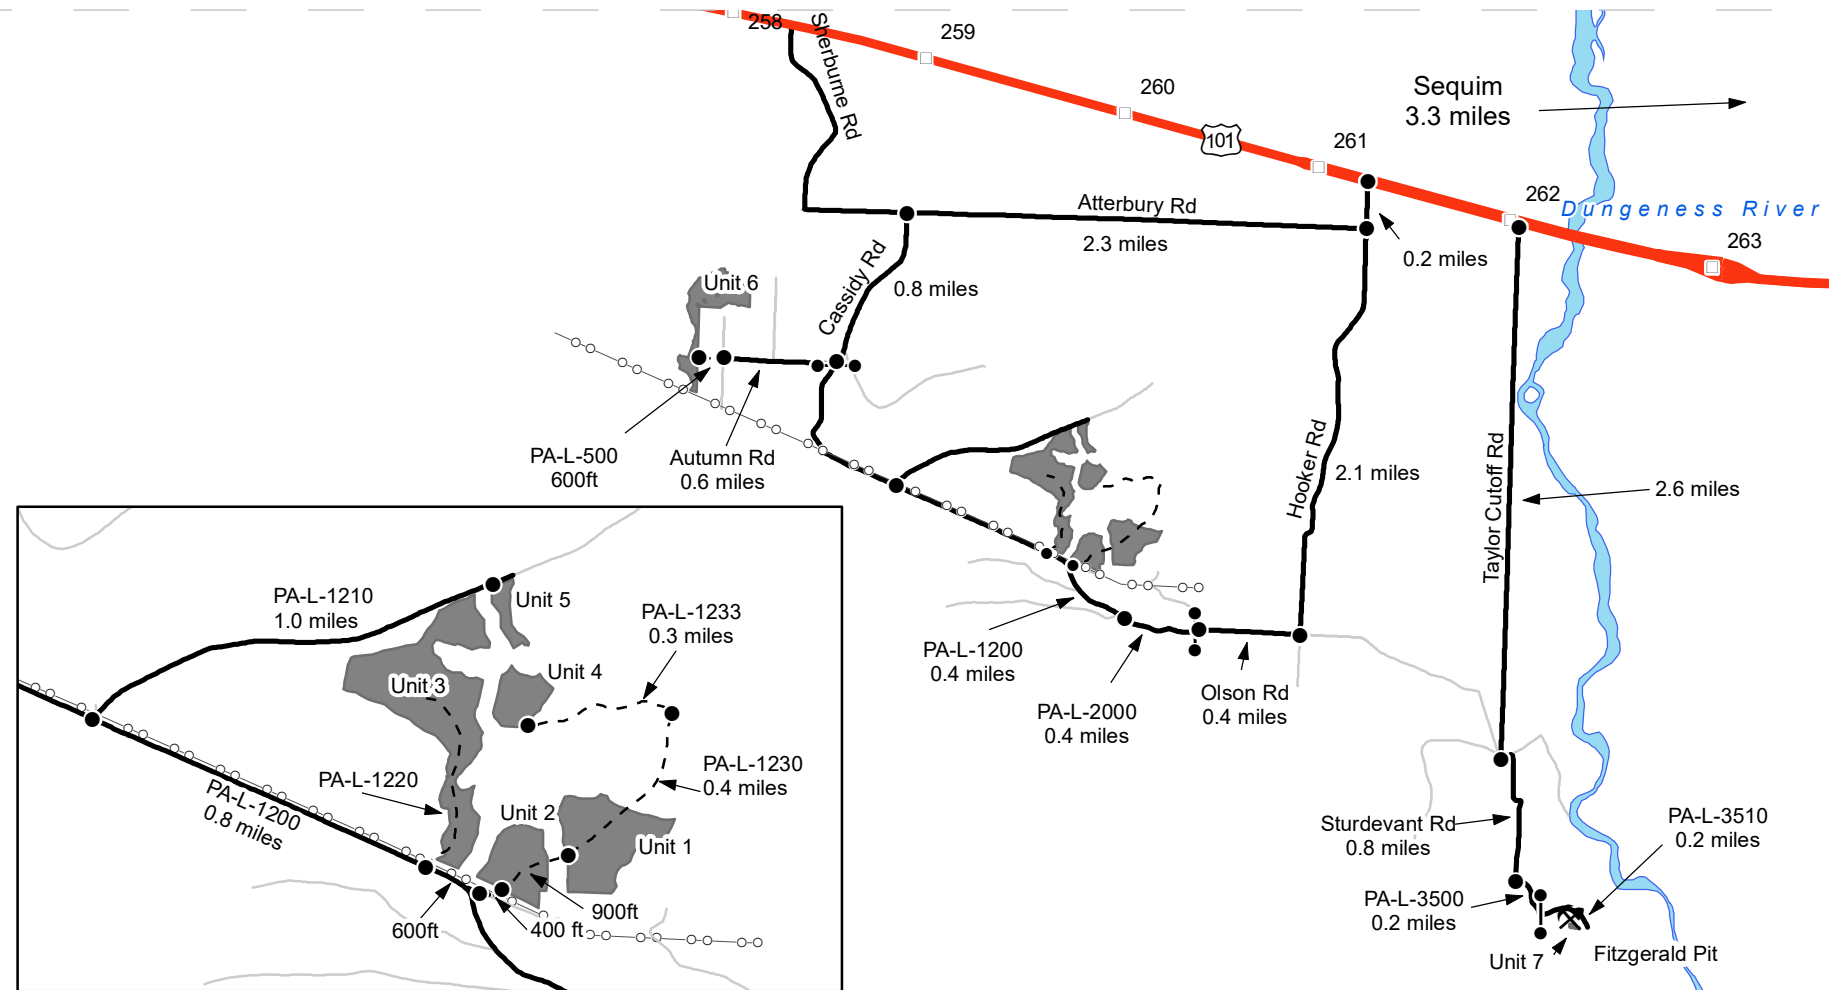 258
Sherburne Rd
259
260
101
261
Sequim
3.3 miles
262
Dungeness River
263
Atterbury Rd
2.3 miles
0.2 miles
Cassidy Rd
0.8 miles
Unit 6
PA-L-500
600ft
Autumn Rd
0.6 miles
Hooker Rd
2.1 miles
Taylor Cutoff Rd
2.6 miles
PA-L-1200
0.4 miles
PA-L-2000
0.4 miles
Olson Rd
0.4 miles
Sturdevant Rd
0.8 miles
PA-L-3510
0.2 miles
PA-L-3500
0.2 miles
Unit 7
Fitzgerald Pit
PA-L-1210
1.0 miles
Unit 5
PA-L-1233
0.3 miles
Unit 4
Unit 3
PA-L-1230
0.4 miles
PA-L-1220
PA-L-1200
0.8 miles
Unit 2
Unit 1
900ft
400 ft
600ft